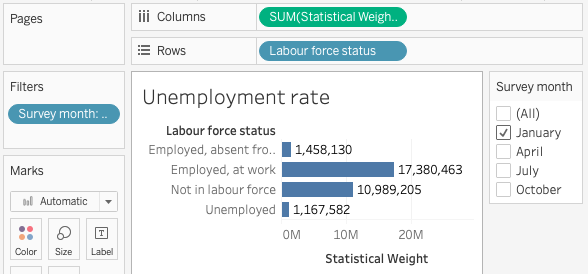 Pages
Columns
SUM(Statistical Weigh..
Rows
Labour force status
Filters
Survey month: ..
Marks
Automatic
Color
Size
T
Label
Unemployment rate
Labour force status
Employed, absent fro.. 1,458,130
Employed, at work 17,380,463
Not in labour force 10,989,205
Unemployed 1,167,582
0M 10M 20M
Statistical Weight
Survey month
(All)
January
April
July
October